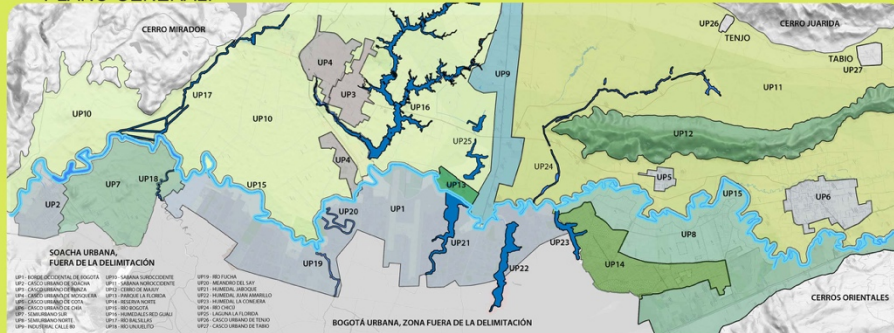 PLANO GENERAL.
CERRO MIRADOR
CERRO JUARIDA
UP26
TENJO
TABIO
UP27
UP17
UP4
UP3
UP16
UP9
UP11
UP10
UP10
UP25
UP12
UP24
UP4
UP5
UP13
UP18
UP15
UP15
UP6
UP2
UP7
UP20
UP1
UP21
UP23
UP8
UP19
UP22
UP14
SOACHA URBANA,
FUERA DE LA DELIMITACIÓN
UP1 - BORDE OCCIDENTAL DE BOGOTÁ
UP2 - CASCO URBANO DE SOACHA
UP3 - CASCO URBANO DE FUNZA
UP4 - CASCO URBANO DE MOSQUERA
UP5 - CASCO URBANO DE COTA
UP6 - CASCO URBANO DE CHIA
UP7 - SEMIURBANO SUR
UP8 - SEMIURBANO NORTE
UP9 - INDUSTRIAL CALLE 80
UP10 - SABANA SUROCCIDENTE
UP11 - SABANA NOROCCIDENTE
UP12 - CERRO DE MAJUY
UP13 - PARQUE LA FLORIDA
UP14 - RESERVA NORTE
UP15 - RÍO BOGOTÁ
UP16 - HUMEDALES RED GUALI
UP17 - RÍO BALSILLAS
UP18 - RÍO TUNJUELITO
UP19 - RÍO FUCHA
UP20 - MEANDRO DEL SAY
UP21 - HUMEDAL JABOQUE
UP22 - HUMEDAL JUAN AMARILLO
UP23 - HUMEDAL LA CONEJERA
UP24 - RÍO CHICÚ
UP25 - LAGUNA LA FLORIDA
UP26 - CASCO URBANO DE TENJO
UP27 - CASCO URBANO DE TABIO
BOGOTÁ URBANA, ZONA FUERA DE LA DELIMITACIÓN
CERROS ORIENTALES